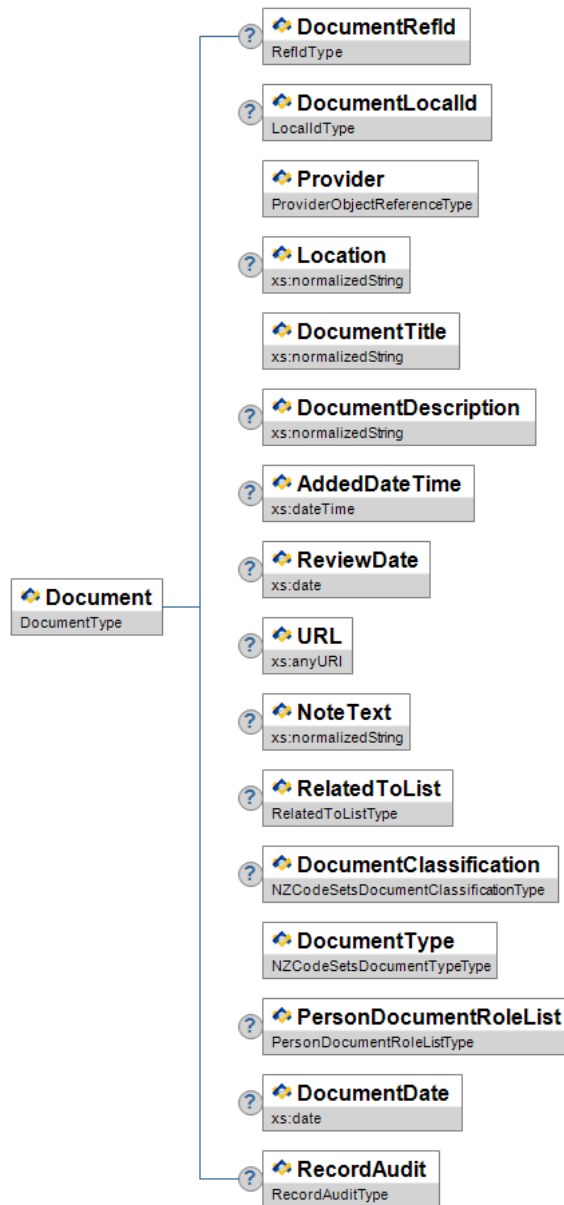 ? DocumentRefId
RefIdType
? DocumentLocalId
LocalIdType
Provider
ProviderObjectReferenceType
? Location
xs:normalizedString
DocumentTitle
xs:normalizedString
? DocumentDescription
xs:normalizedString
? AddedDateTime
xs:dateTime
? ReviewDate
xs:date
Document
DocumentType
? URL
xs:anyURI
? NoteText
xs:normalizedString
? RelatedToList
RelatedToListType
? DocumentClassification
NZCodeSetsDocumentClassificationType
DocumentType
NZCodeSetsDocumentTypeType
? PersonDocumentRoleList
PersonDocumentRoleListType
? DocumentDate
xs:date
? RecordAudit
RecordAuditType